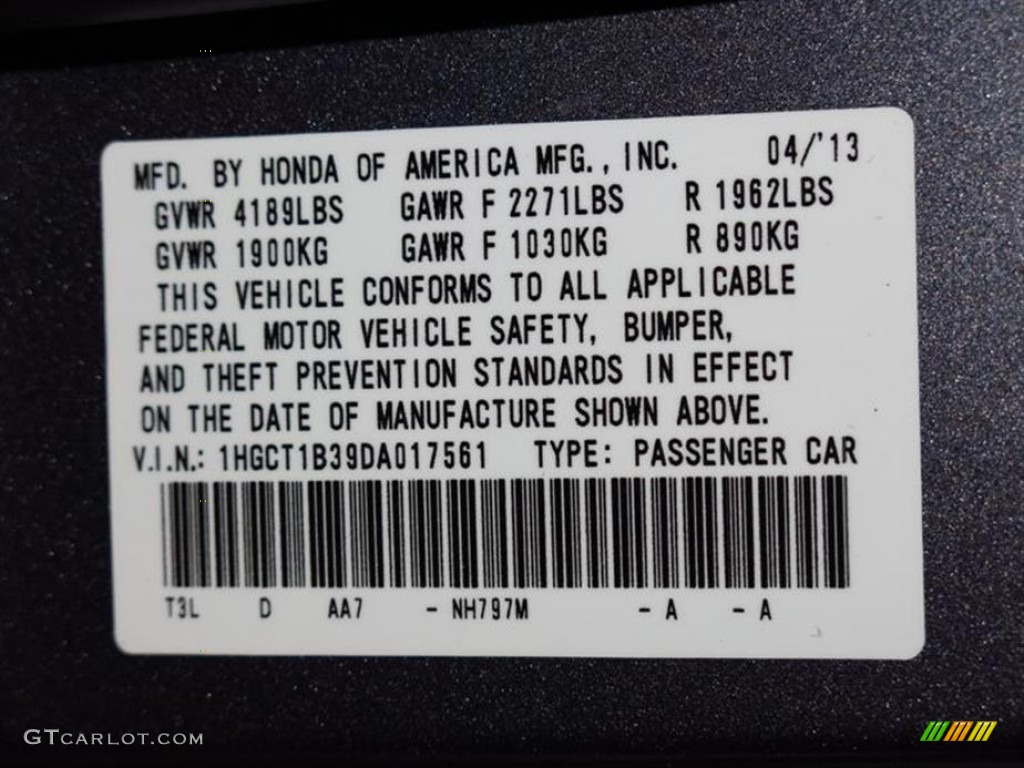 MFD. BY HONDA OF AMERICA MFG., INC. 04/'13
GVWR 4189LBS GAWR F 2271LBS R 1962LBS
GVWR 1900KG GAWR F 1030KG R 890KG
THIS VEHICLE CONFORMS TO ALL APPLICABLE
FEDERAL MOTOR VEHICLE SAFETY, BUMPER,
AND THEFT PREVENTION STANDARDS IN EFFECT
ON THE DATE OF MANUFACTURE SHOWN ABOVE.
V.I.N.: 1HGCT1B39DA017561 TYPE: PASSENGER CAR
T3L D AA7 - NH797M - A - A
GTCARLOT.COM